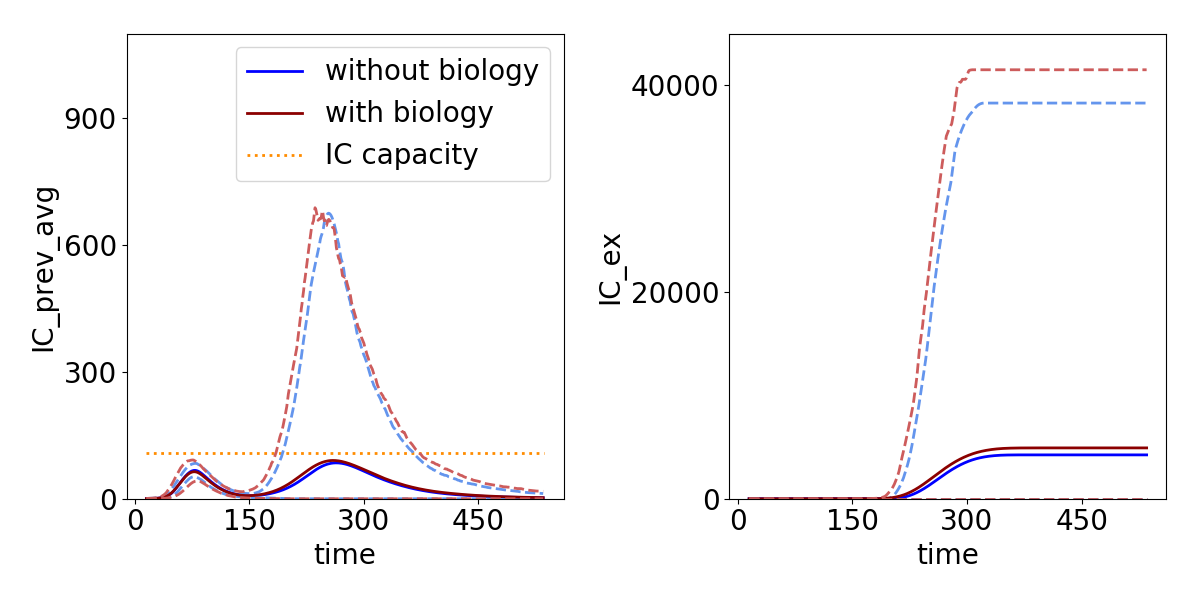 IC_prev_avg
900
600
300
0
0 150 300 450
time
without biology
with biology
IC capacity
IC_ex
40000
20000
0
0 150 300 450
time